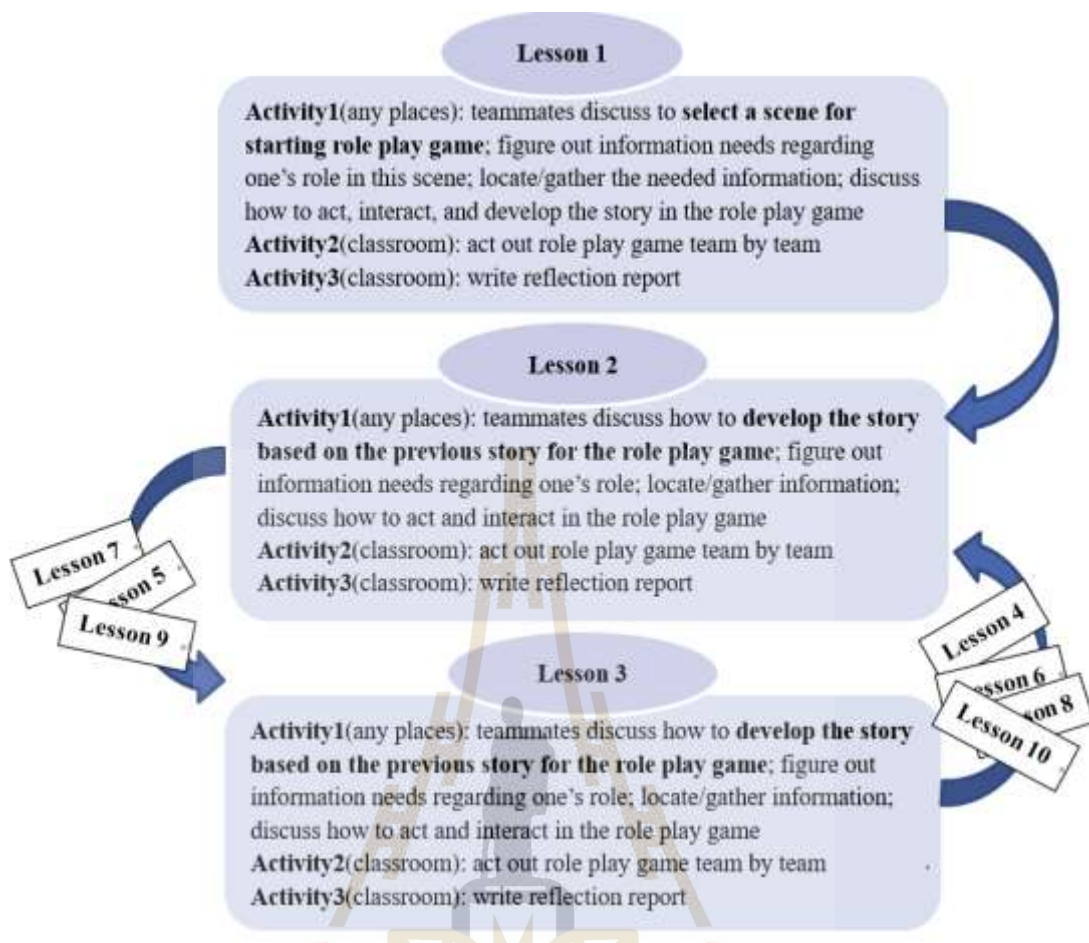 Lesson 1
Activity1(any places): teammates discuss to select a scene for
starting role play game; figure out information needs regarding
one's role in this scene; locate/gather the needed information; discuss
how to act, interact, and develop the story in the role play game
Activity2(classroom): act out role play game team by team
Activity3(classroom): write reflection report
Lesson 2
Activity1(any places): teammates discuss how to develop the story
based on the previous story for the role play game; figure out
information needs regarding one's role; locate/gather information;
discuss how to act and interact in the role play game
Activity2(classroom): act out role play game team by team
Activity3(classroom): write reflection report
Lesson 7
esson 5
Lesson 9
Lesson 4
esson 6
sson 8
Lesson 10
Lesson 3
Activity1(any places): teammates discuss how to develop the story
based on the previous story for the role play game; figure out
information needs regarding one's role; locate/gather information;
discuss how to act and interact in the role play game
Activity2(classroom): act out role play game team by team
Activity3(classroom): write reflection report